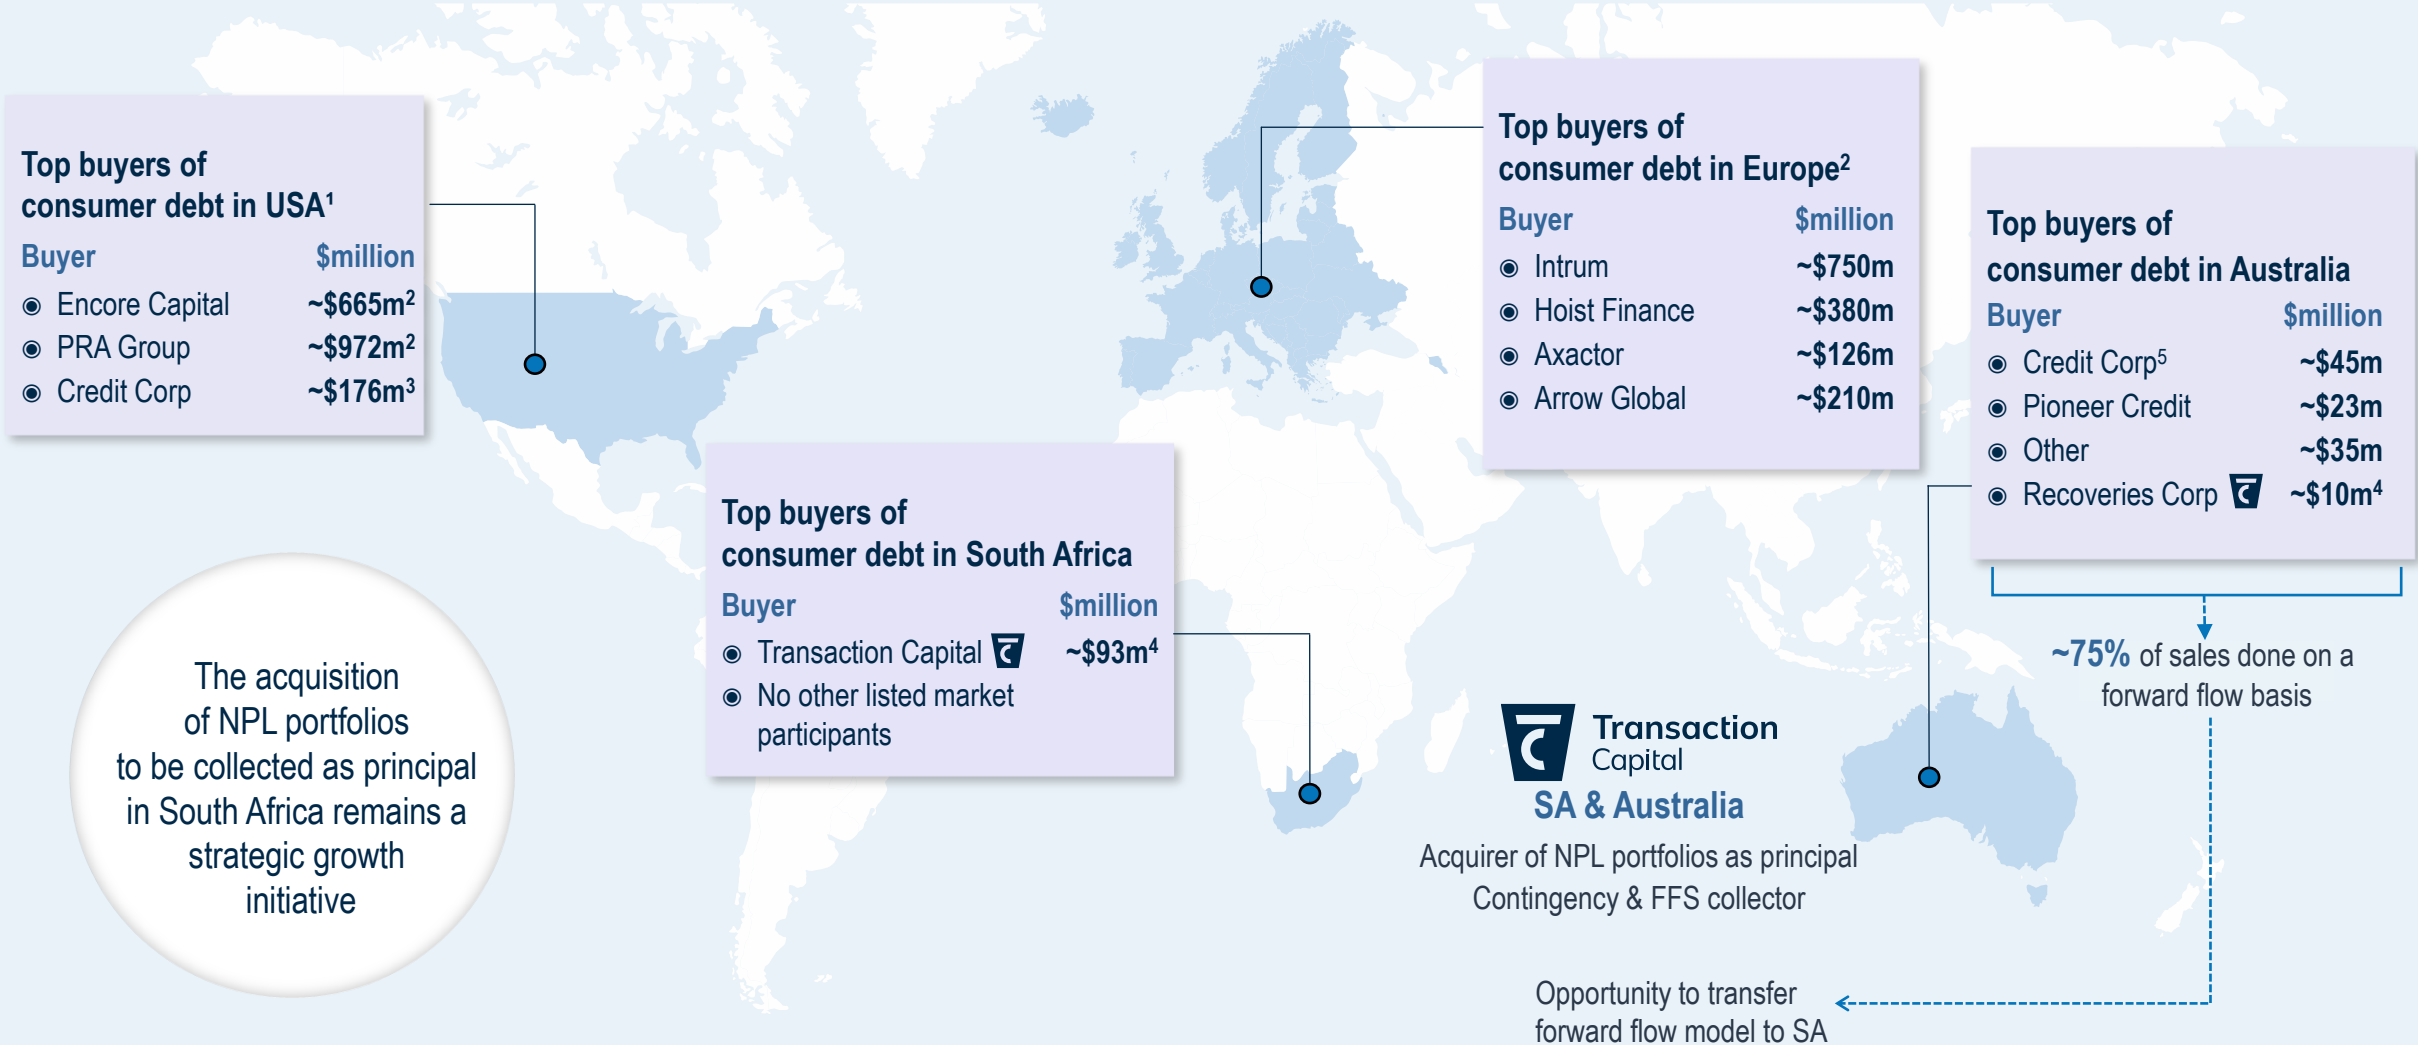 Top buyers of
consumer debt in USA¹
Buyer $million
◉ Encore Capital ~$665m²
◉ PRA Group ~$972m²
◉ Credit Corp ~$176m³
Top buyers of
consumer debt in South Africa
Buyer $million
◉ Transaction Capital ~$93m⁴
◉ No other listed market
participants
Top buyers of
consumer debt in Europe²
Buyer $million
◉ Intrum ~$750m
◉ Hoist Finance ~$380m
◉ Axactor ~$126m
◉ Arrow Global ~$210m
Top buyers of
consumer debt in Australia
Buyer $million
◉ Credit Corp⁵ ~$45m
◉ Pioneer Credit ~$23m
◉ Other ~$35m
◉ Recoveries Corp ~$10m⁴
~75% of sales done on a
forward flow basis
The acquisition
of NPL portfolios
to be collected as principal
in South Africa remains a
strategic growth
initiative
Transaction
Capital
SA & Australia
Acquirer of NPL portfolios as principal
Contingency & FFS collector
Opportunity to transfer
forward flow model to SA